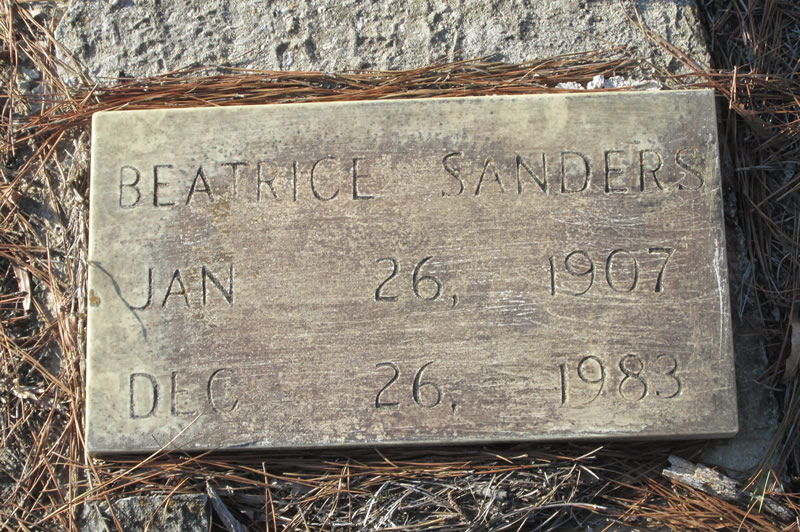 BEATRICE SANDERS
JAN 26, 1907
DEC 26, 1983